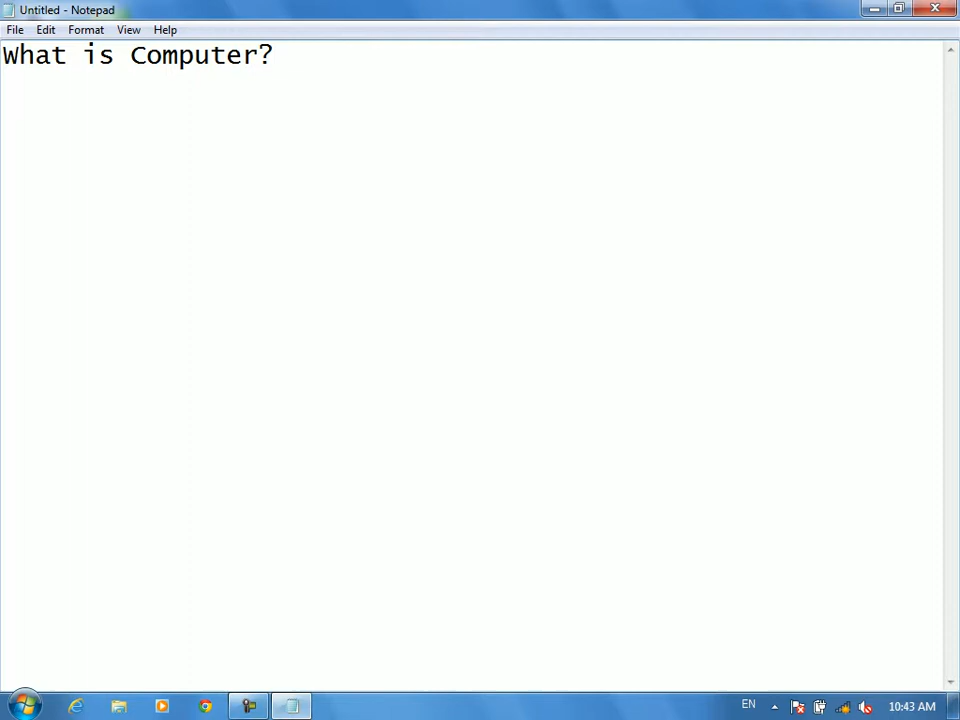 Untitled - Notepad
File Edit Format View Help
What is Computer?
EN 10:43 AM